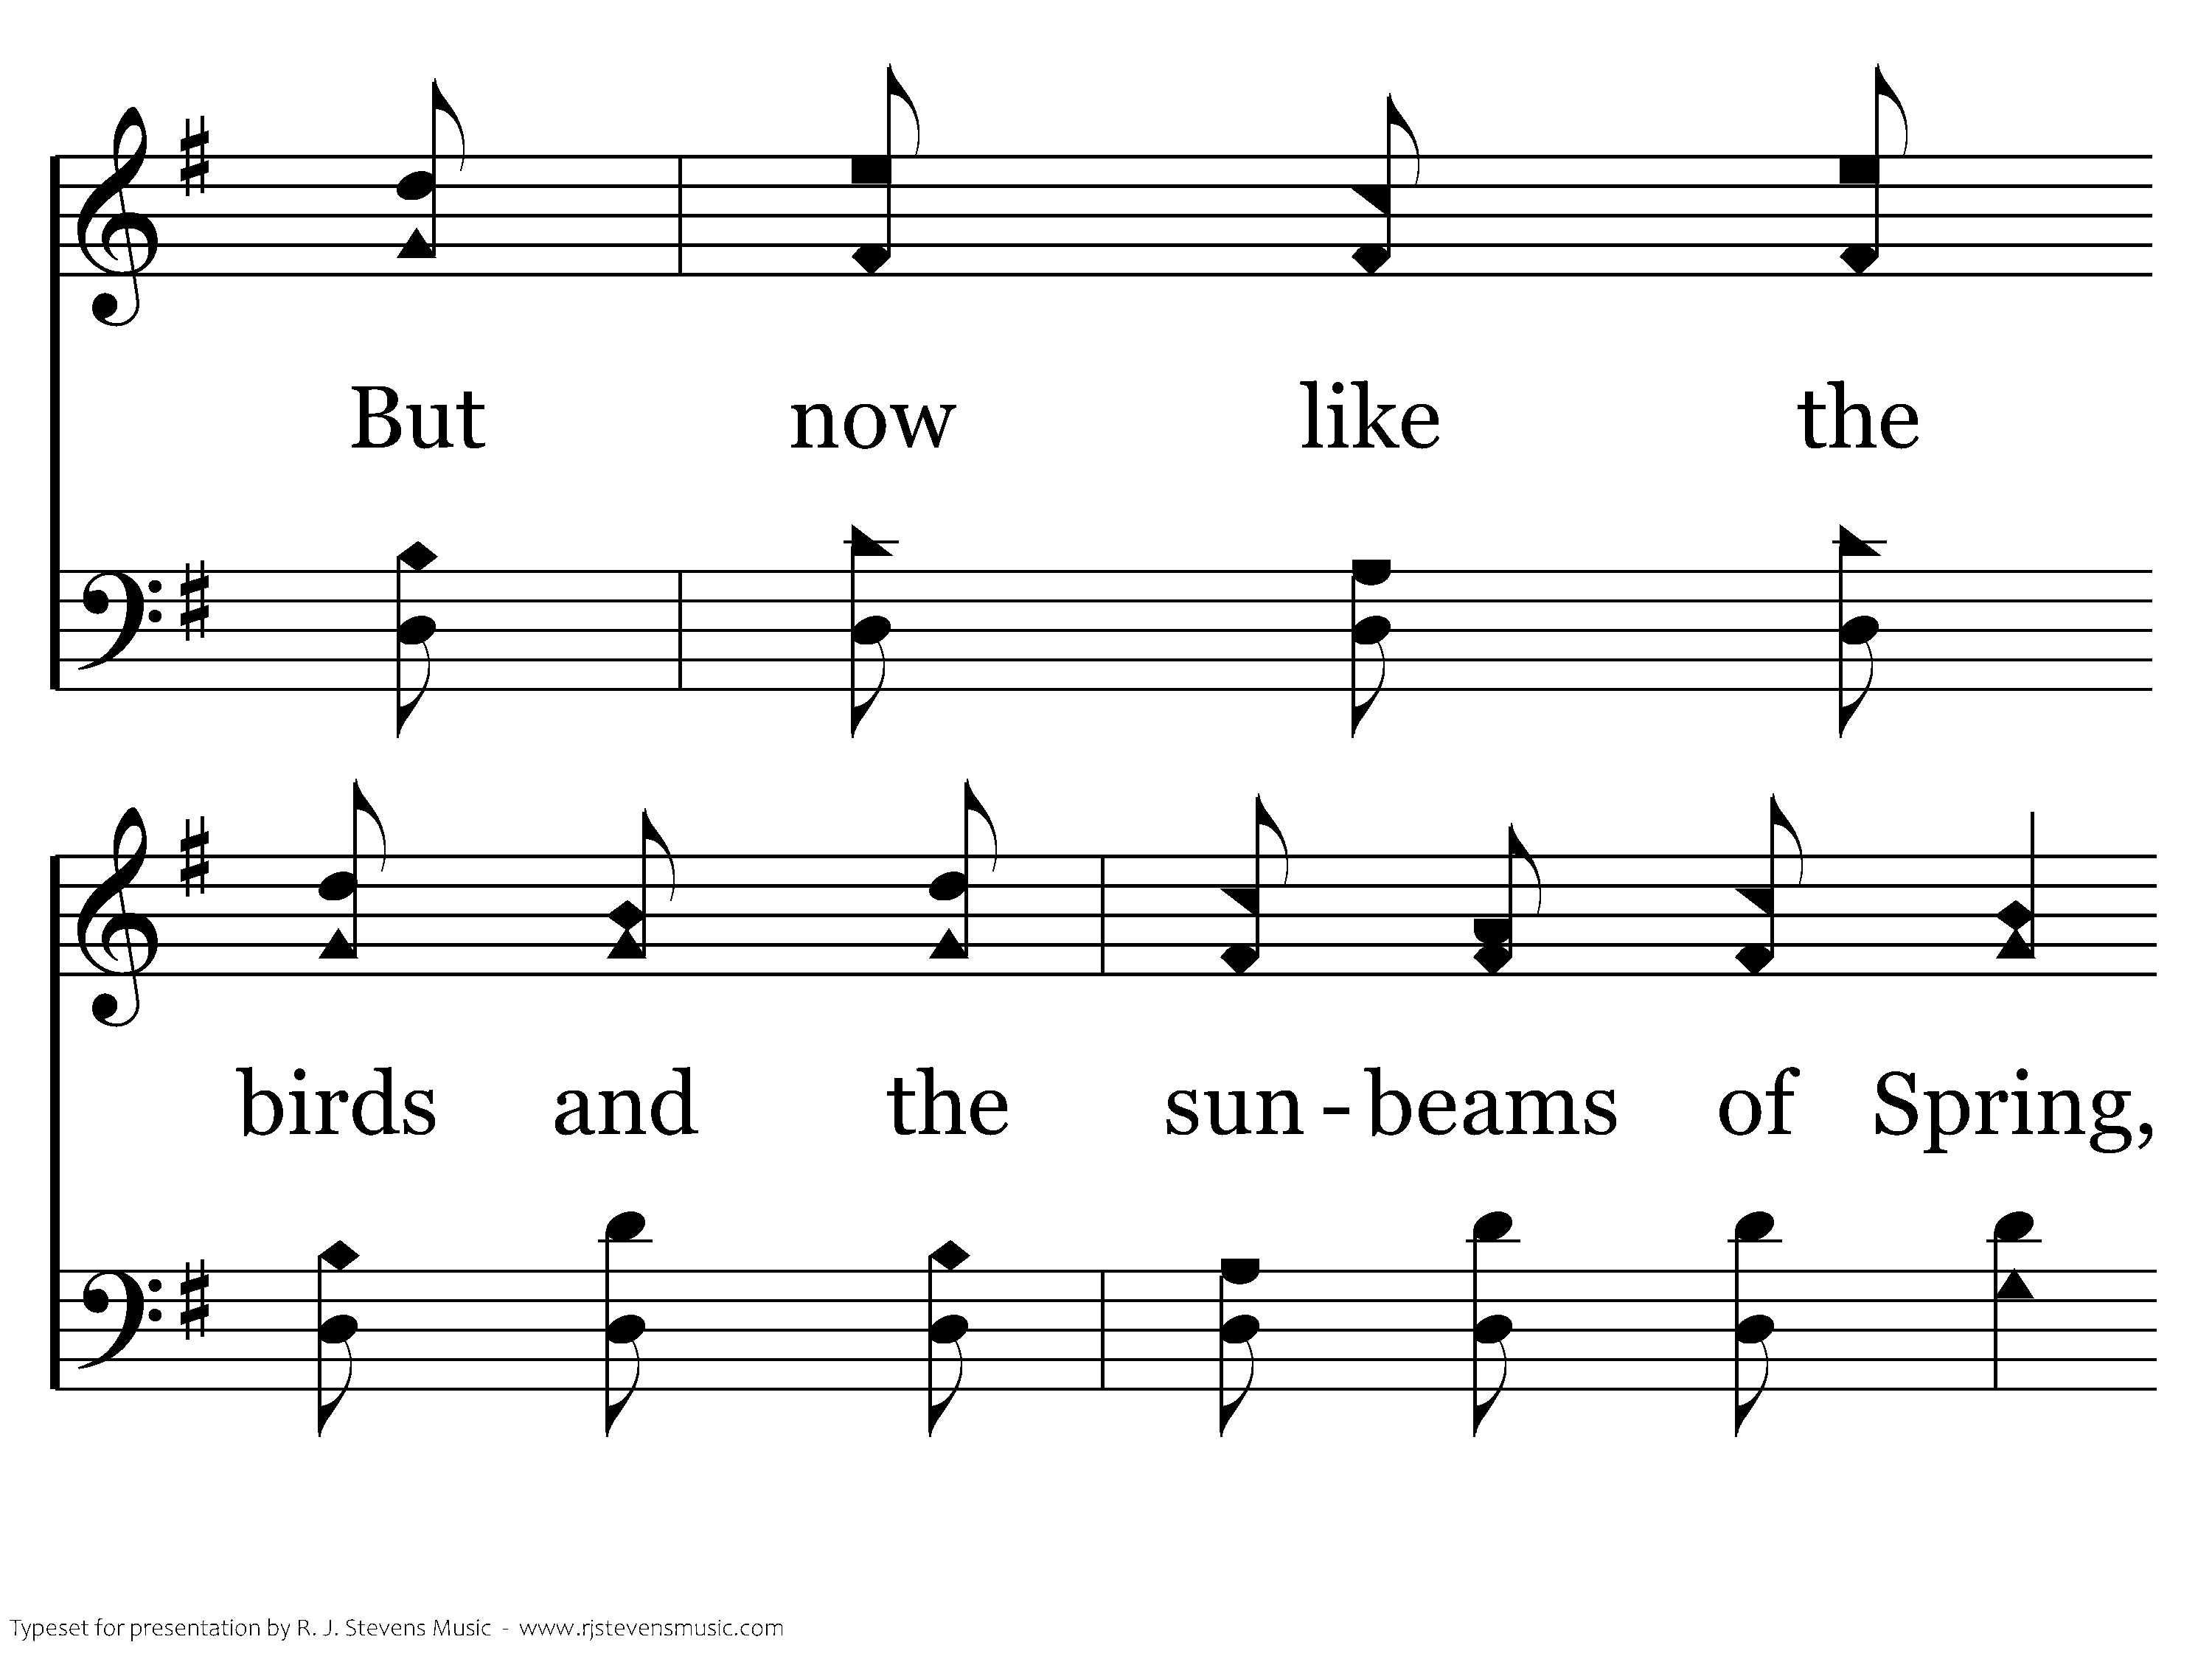 But now like the
birds and the sun-beams of Spring,
Typeset for presentation by R. J. Stevens Music - www.rjstevensmusic.com